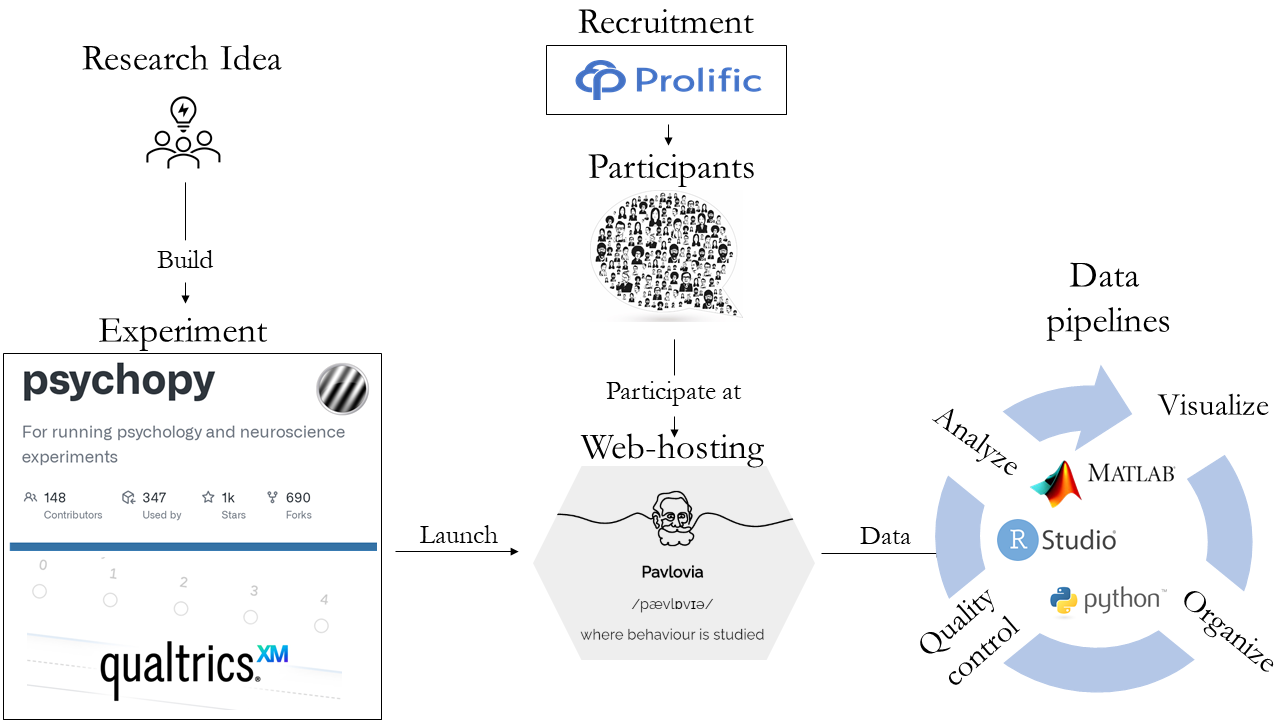 Research Idea
Build
Experiment
psychopy
For running psychology and neuroscience
experiments
148
Contributors
347
Used by
1k
Stars
690
Forks
0
1
2
3
4
qualtrics.XM
Launch
Recruitment
Prolific
Participants
Participate at
Web-hosting
Pavlovia
/pævlɒvɪə/
where behaviour is studied
Data
Data
pipelines
Visualize
Analyze
MATLAB
R Studio
python™
Quality
control
Organize